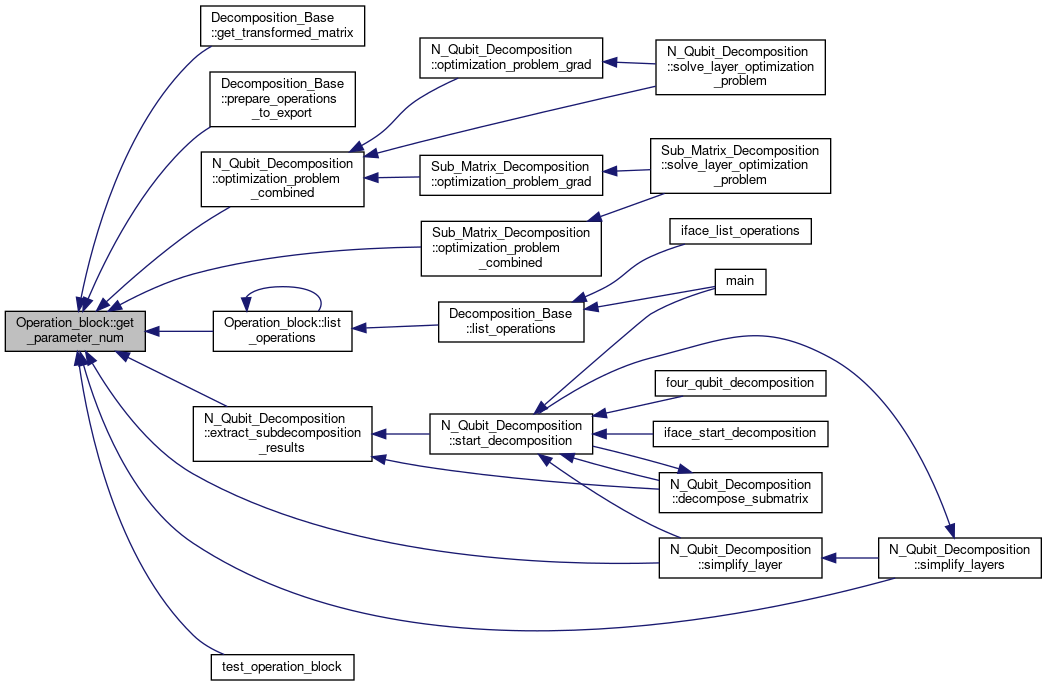 Decomposition_Base
::get_transformed_matrix
Decomposition_Base
::prepare_operations
_to_export
N_Qubit_Decomposition
::optimization_problem
_combined
N_Qubit_Decomposition
::optimization_problem_grad
N_Qubit_Decomposition
::solve_layer_optimization
_problem
Sub_Matrix_Decomposition
::optimization_problem_grad
Sub_Matrix_Decomposition
::solve_layer_optimization
_problem
Sub_Matrix_Decomposition
::optimization_problem
_combined
iface_list_operations
main
Operation_block::get
_parameter_num
Operation_block::list
_operations
Decomposition_Base
::list_operations
four_qubit_decomposition
N_Qubit_Decomposition
::extract_subdecomposition
_results
N_Qubit_Decomposition
::start_decomposition
iface_start_decomposition
N_Qubit_Decomposition
::decompose_submatrix
N_Qubit_Decomposition
::simplify_layer
N_Qubit_Decomposition
::simplify_layers
test_operation_block